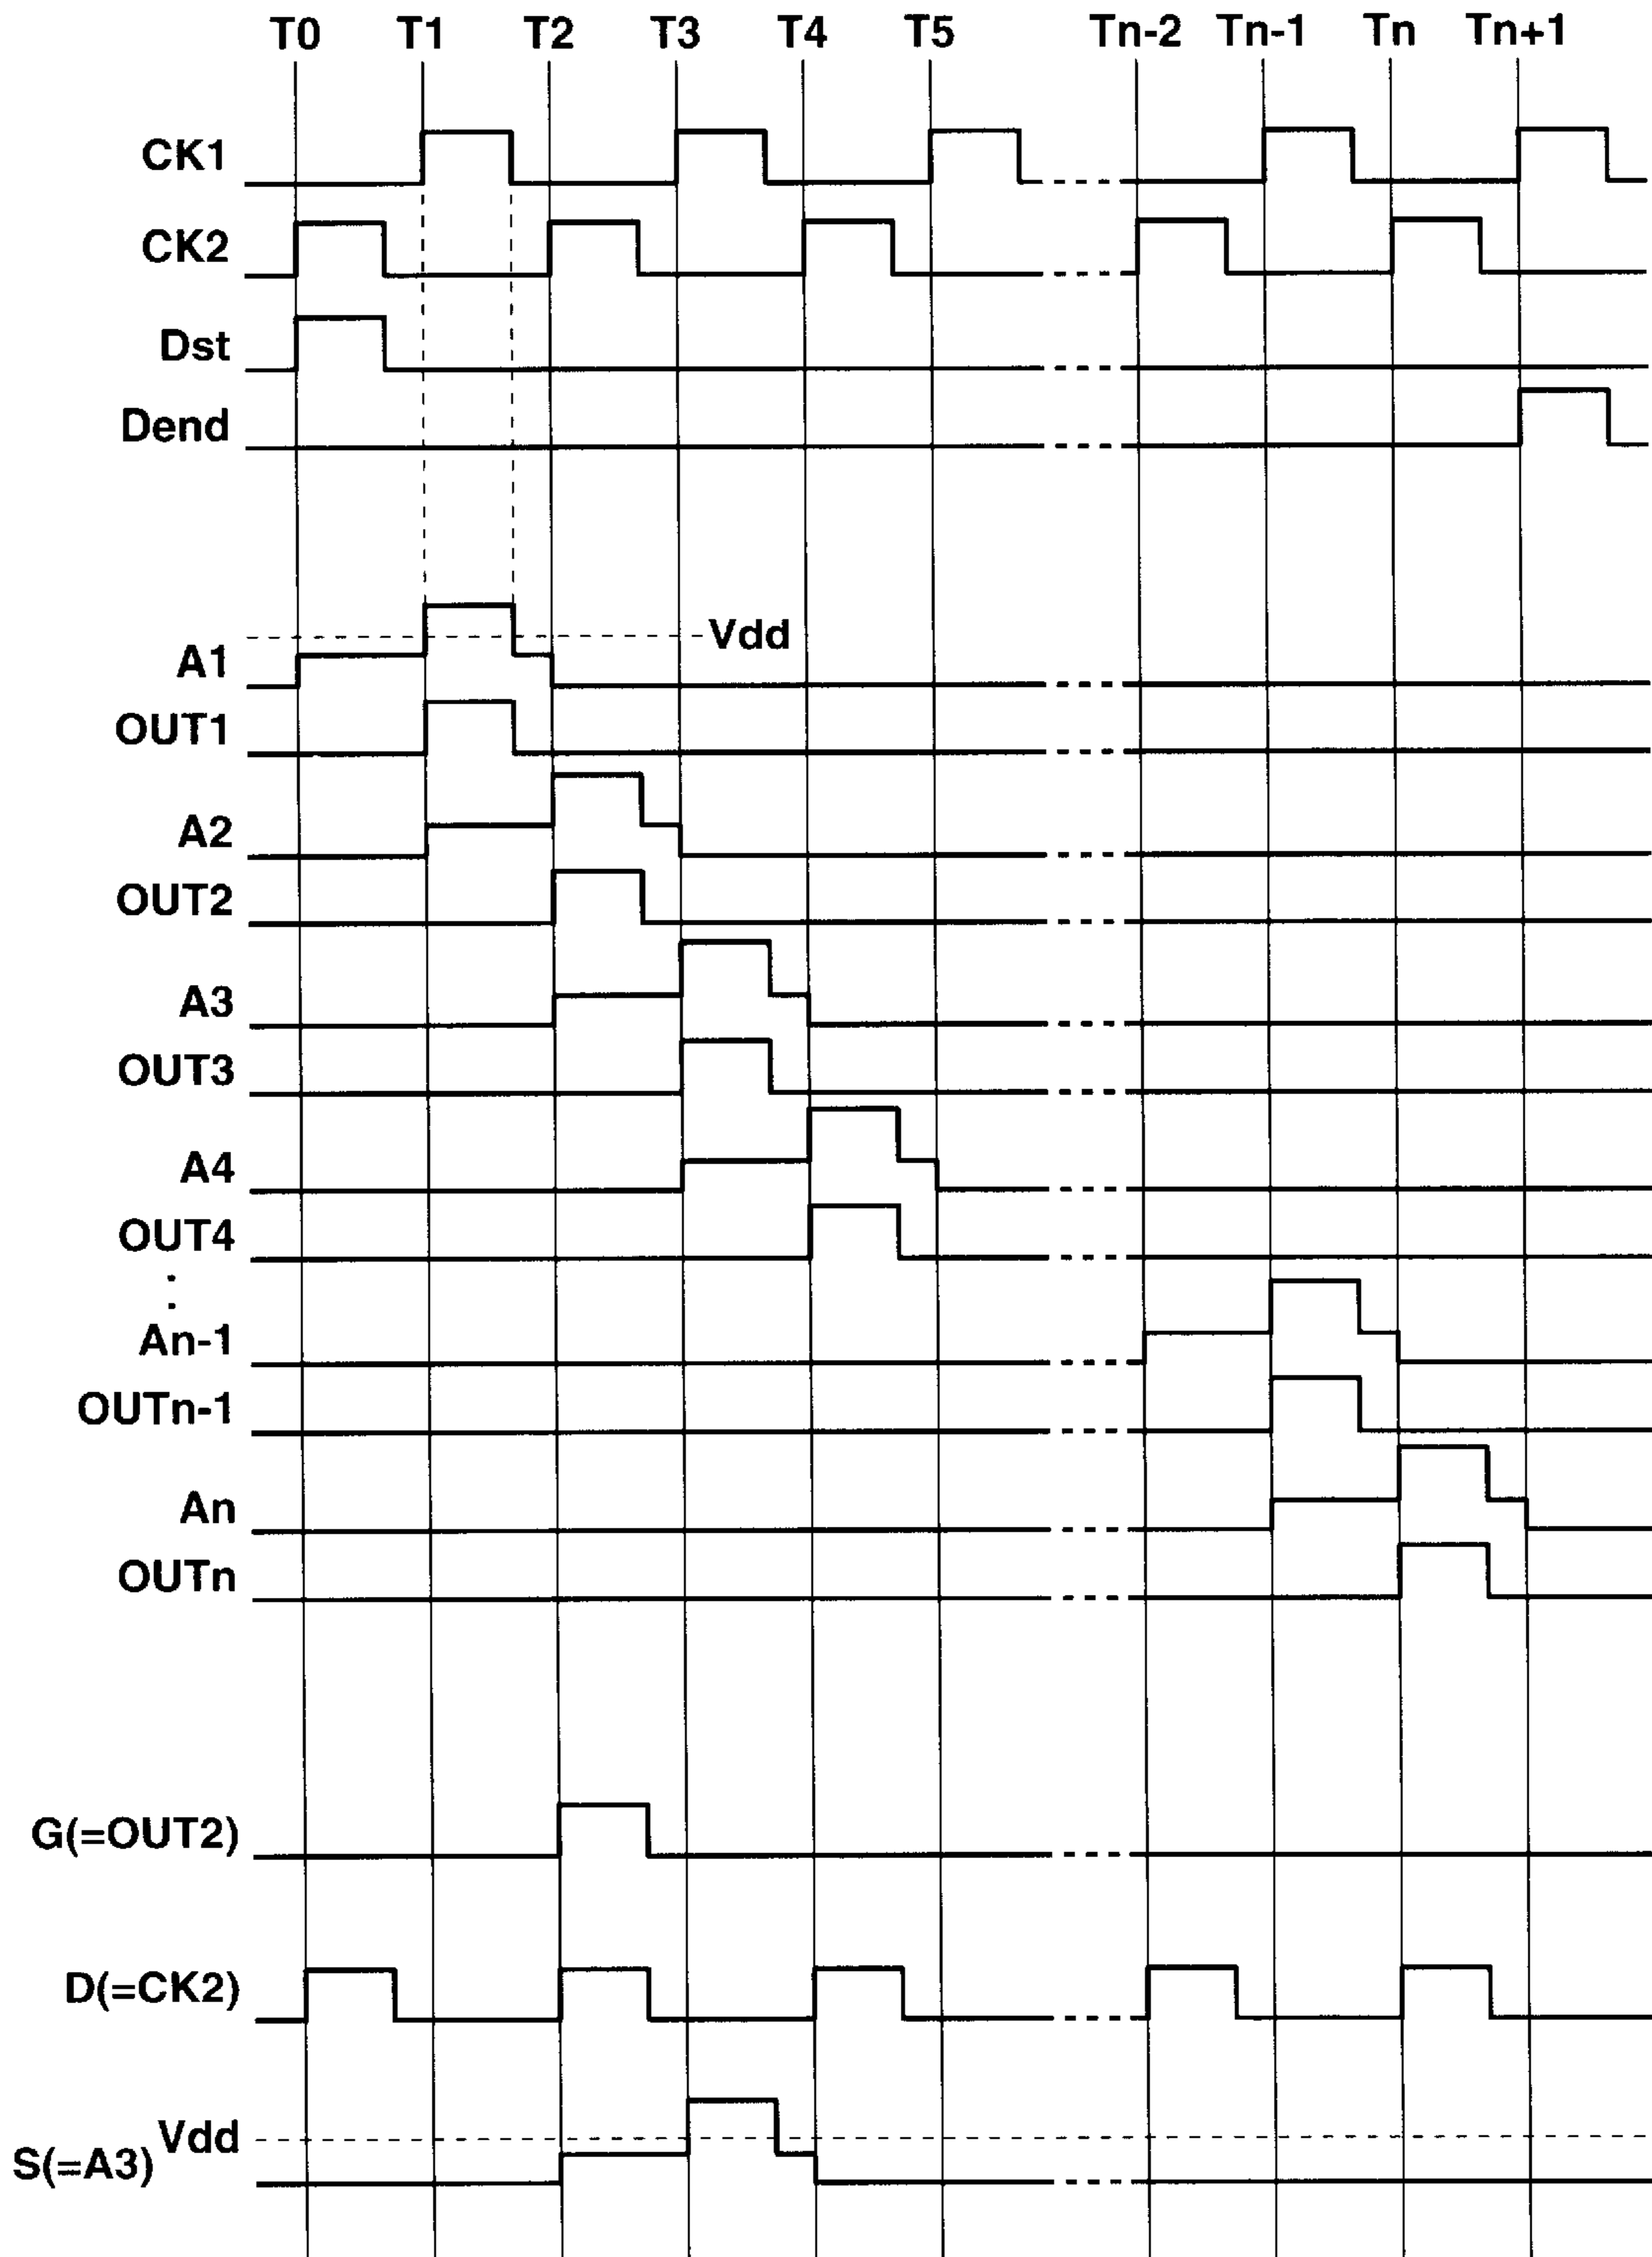 T0 T1 T2 T3 T4 T5 Tn-2 Tn-1 Tn Tn+1
CK1
CK2
Dst
Dend
Vdd
A1
OUT1
A2
OUT2
A3
OUT3
A4
OUT4
:
An-1
OUTn-1
An
OUTn
G(=OUT2)
D(=CK2)
Vdd
S(=A3)